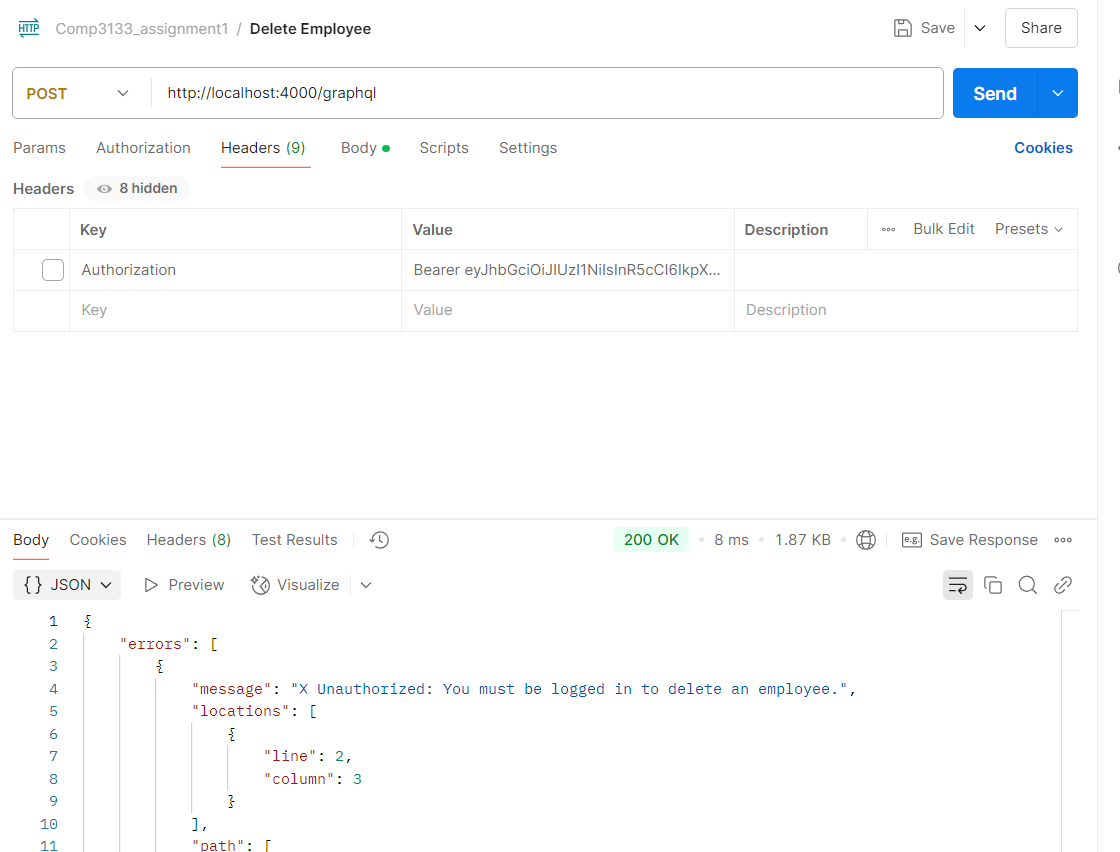 HTTP Comp3133_assignment1 / Delete Employee Save Share
POST http://localhost:4000/graphql Send
Params Authorization Headers (9) Body Scripts Settings Cookies
Headers 8 hidden
Key Value Description Bulk Edit Presets
Authorization Bearer eyJhbGciOiJIUzI1NiIsInR5cCI6IkpX...
Key Value Description
Body Cookies Headers (8) Test Results 200 OK 8 ms 1.87 KB e.g. Save Response
{} JSON Preview Visualize
1 {
2 "errors": [
3 {
4 "message": "X Unauthorized: You must be logged in to delete an employee.",
5 "locations": [
6 {
7 "line": 2,
8 "column": 3
9 }
10 ],
11 "path": [